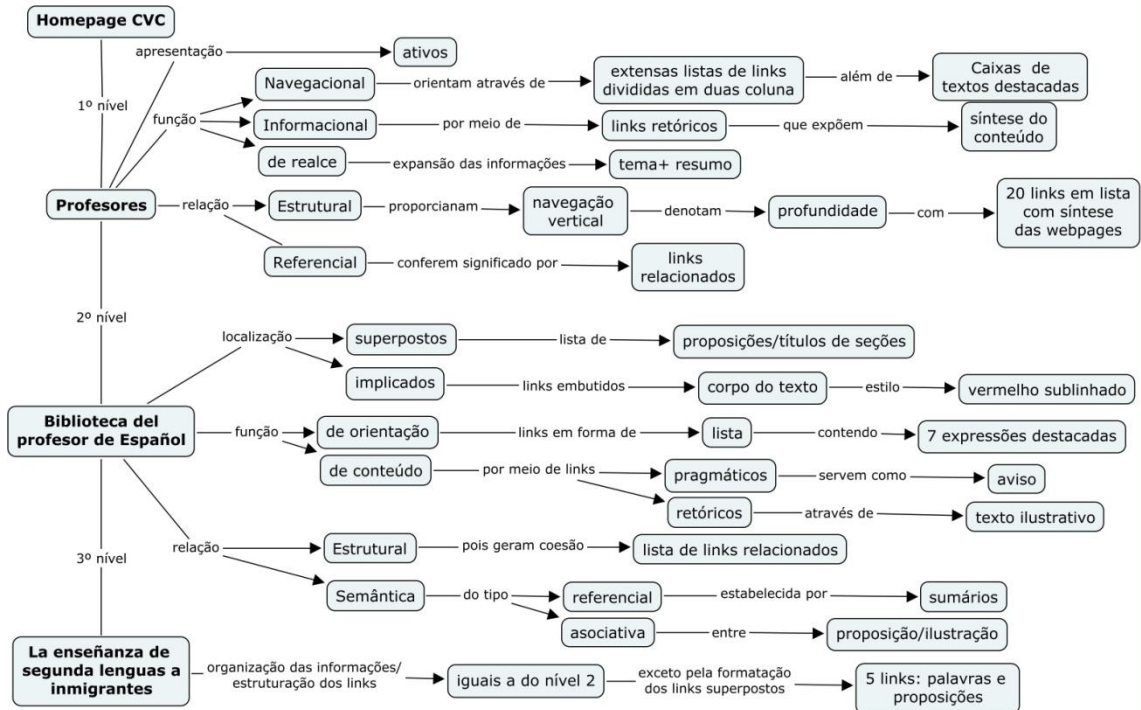 Homepage CVC
apresentação
ativos
1º nível
função
Navegacional
orientam através de
extensas listas de links
divididas em duas coluna
além de
Caixas de
textos destacadas
Informacional
por meio de
links retóricos
que expõem
síntese do
conteúdo
de realce
expansão das informações
tema+ resumo
Profesores
relação
Estrutural
proporcianam
navegação
vertical
denotam
profundidade
com
20 links em lista
com síntese
das webpages
Referencial
conferem significado por
links
relacionados
2º nível
localização
superpostos
lista de
proposições/títulos de seções
implicados
links embutidos
corpo do texto
estilo
vermelho sublinhado
Biblioteca del
profesor de Español
função
de orientação
links em forma de
lista
contendo
7 expressões destacadas
de conteúdo
por meio de links
pragmáticos
servem como
aviso
retóricos
através de
texto ilustrativo
relação
Estrutural
pois geram coesão
lista de links relacionados
3º nível
Semântica
do tipo
referencial
estabelecida por
sumários
asociativa
entre
proposição/ilustração
La enseñanza de
segunda lenguas a
inmigrantes
organização das informações/
estruturação dos links
iguais a do nível 2
exceto pela formatação
dos links superpostos
5 links: palavras e
proposições